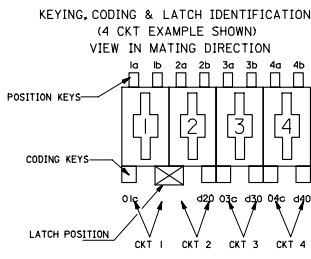 KEYING, CODING & LATCH IDENTIFICATION
(4 CKT EXAMPLE SHOWN)
VIEW IN MATING DIRECTION
1a 1b 2a 2b 3a 3b 4a 4b
POSITION KEYS
1 2 3 4
CODING KEYS
01c d20 03c d30 04c d40
LATCH POSITION
CKT 1 CKT 2 CKT 3 CKT 4